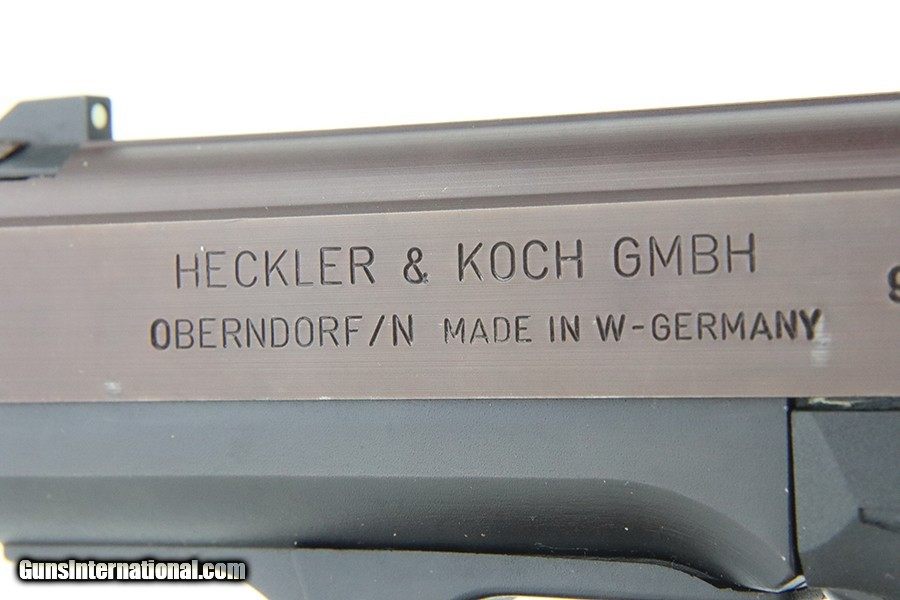 HECKLER & KOCH GMBH
OBERNDORF/N MADE IN W-GERMANY
GunsInternational.com